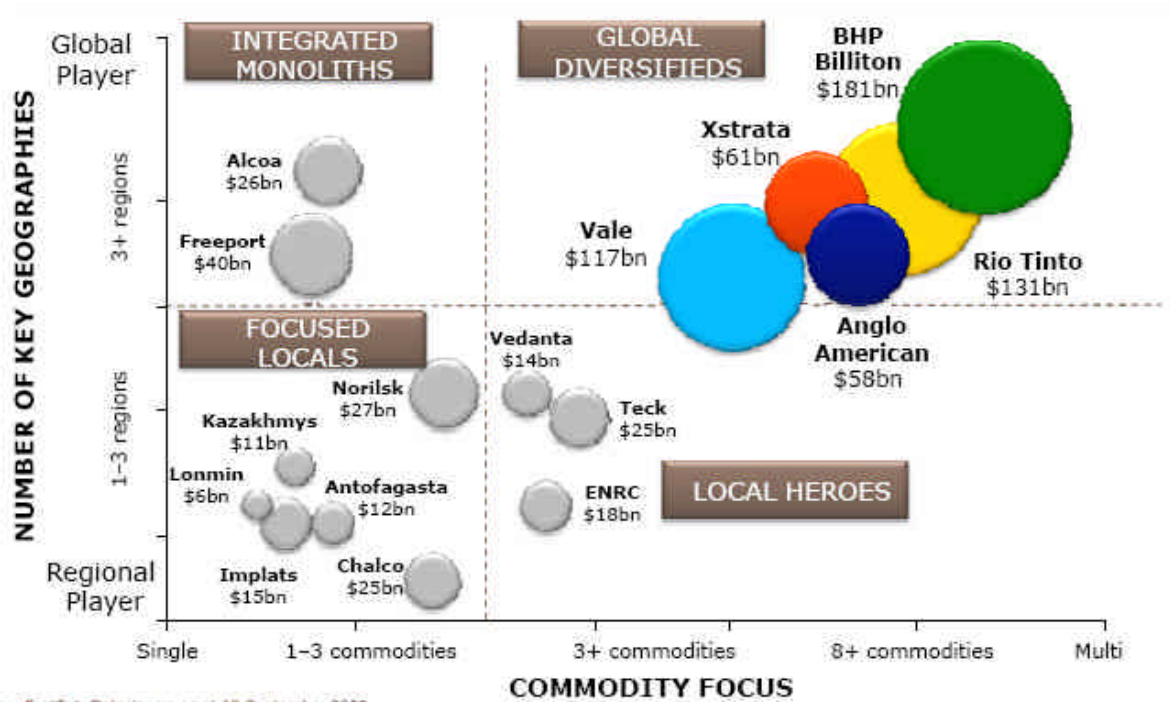 Global
Player
INTEGRATED
MONOLITHS
GLOBAL
DIVERSIFIEDS
BHP
Billiton
$181bn
Xstrata
$61bn
Alcoa
$26bn
Freeport
$40bn
Vale
$117bn
Rio Tinto
$131bn
Anglo
American
$58bn
NUMBER OF KEY GEOGRAPHIES
3+ regions
1-3 regions
FOCUSED
LOCALS
Norilsk
$27bn
Vedanta
$14bn
Teck
$25bn
Kazakhmys
$11bn
Lonmin
$6bn
Antofagasta
$12bn
ENRC
$18bn
LOCAL HEROES
Implats
$15bn
Chalco
$25bn
Regional
Player
Single
1-3 commodities
3+ commodities
8+ commodities
Multi
COMMODITY FOCUS